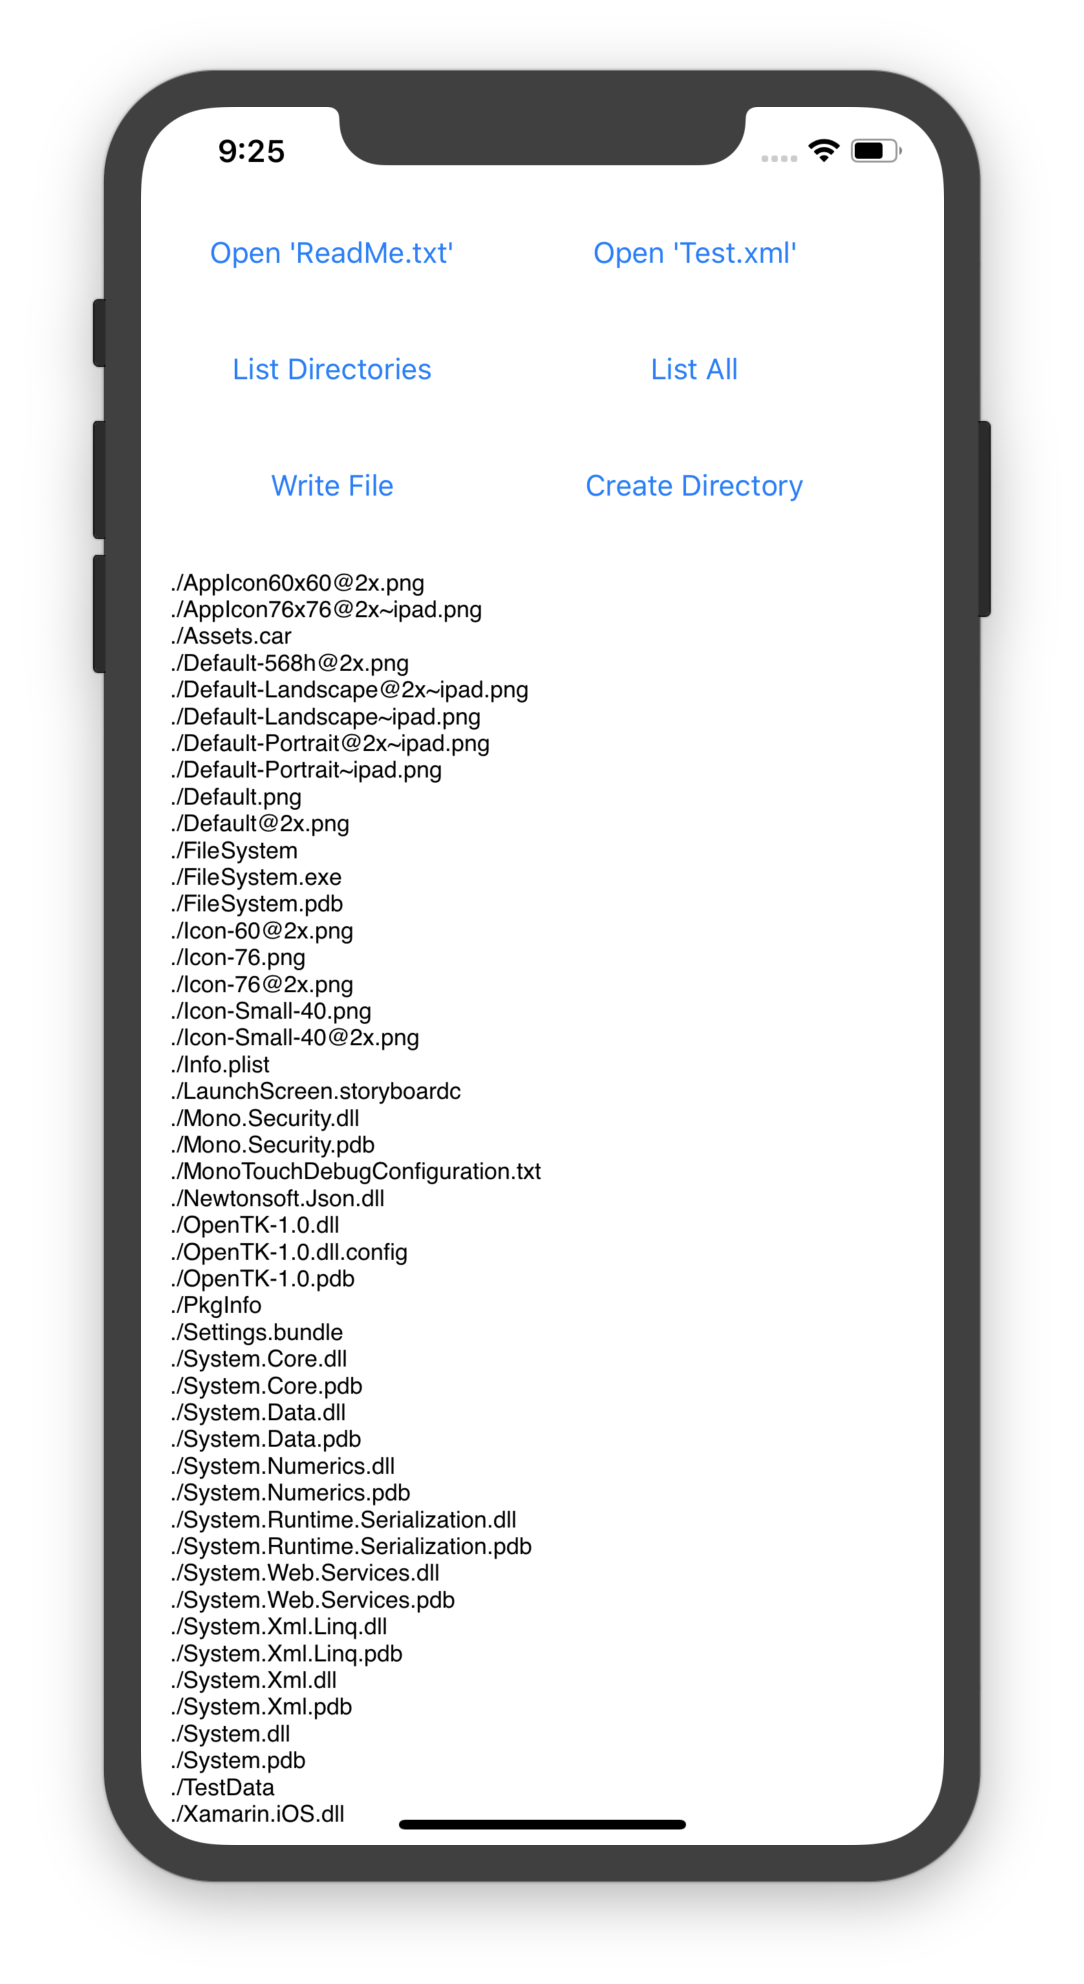 9:25
Open 'ReadMe.txt' Open 'Test.xml'
List Directories List All
Write File Create Directory
./AppIcon60x60@2x.png
./AppIcon76x76@2x~ipad.png
./Assets.car
./Default-568h@2x.png
./Default-Landscape@2x~ipad.png
./Default-Landscape~ipad.png
./Default-Portrait@2x~ipad.png
./Default-Portrait~ipad.png
./Default.png
./Default@2x.png
./FileSystem
./FileSystem.exe
./FileSystem.pdb
./Icon-60@2x.png
./Icon-76.png
./Icon-76@2x.png
./Icon-Small-40.png
./Icon-Small-40@2x.png
./Info.plist
./LaunchScreen.storyboardc
./Mono.Security.dll
./Mono.Security.pdb
./MonoTouchDebugConfiguration.txt
./Newtonsoft.Json.dll
./OpenTK-1.0.dll
./OpenTK-1.0.dll.config
./OpenTK-1.0.pdb
./PkgInfo
./Settings.bundle
./System.Core.dll
./System.Core.pdb
./System.Data.dll
./System.Data.pdb
./System.Numerics.dll
./System.Numerics.pdb
./System.Runtime.Serialization.dll
./System.Runtime.Serialization.pdb
./System.Web.Services.dll
./System.Web.Services.pdb
./System.Xml.Linq.dll
./System.Xml.Linq.pdb
./System.Xml.dll
./System.Xml.pdb
./System.dll
./System.pdb
./TestData
./Xamarin.iOS.dll